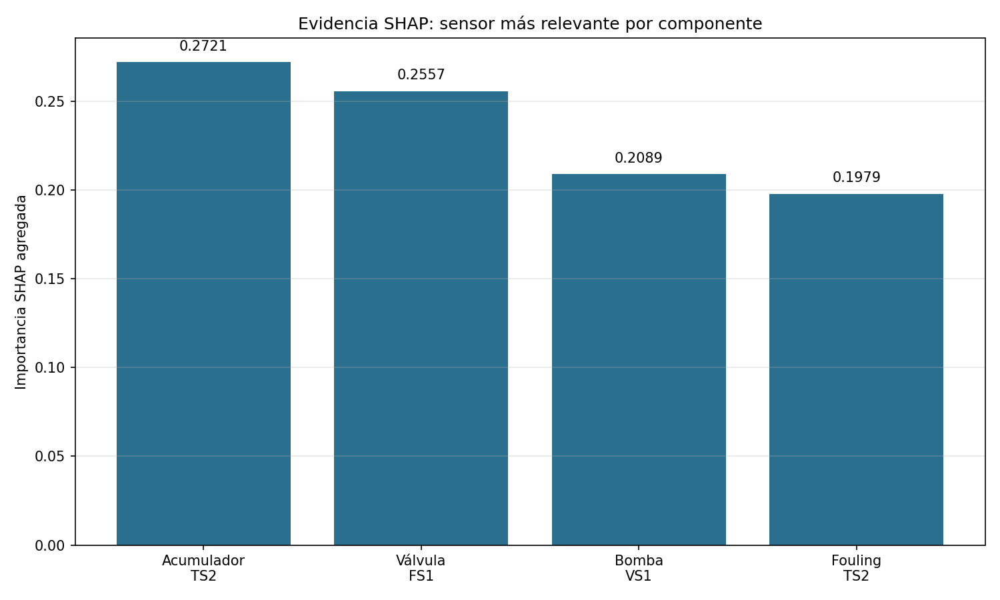 Evidencia SHAP: sensor más relevante por componente
Importancia SHAP agregada
0.25
0.20
0.15
0.10
0.05
0.00
0.2721
0.2557
0.2089
0.1979
Acumulador
TS2
Válvula
FS1
Bomba
VS1
Fouling
TS2